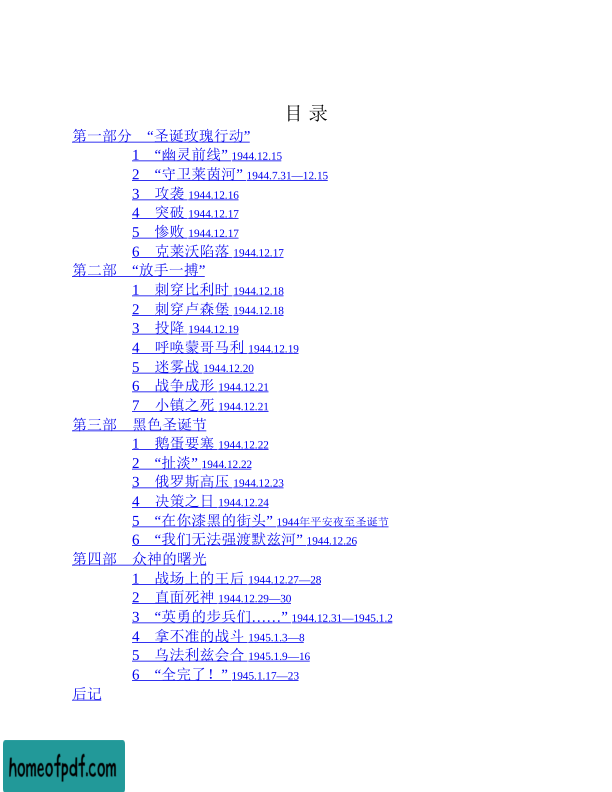 目 录
第一部分 “圣诞玫瑰行动”
1 “幽灵前线” 1944.12.15
2 “守卫莱茵河” 1944.7.31—12.15
3 攻袭 1944.12.16
4 突破 1944.12.17
5 惨败 1944.12.17
6 克莱沃陷落 1944.12.17
第二部 “放手一搏”
1 刺穿比利时 1944.12.18
2 刺穿卢森堡 1944.12.18
3 投降 1944.12.19
4 呼唤蒙哥马利 1944.12.19
5 迷雾战 1944.12.20
6 战争成形 1944.12.21
7 小镇之死 1944.12.21
第三部 黑色圣诞节
1 鹅蛋要塞 1944.12.22
2 “扯淡” 1944.12.22
3 俄罗斯高压 1944.12.23
4 决策之日 1944.12.24
5 “在你漆黑的街头” 1944年平安夜至圣诞节
6 “我们无法强渡默兹河” 1944.12.26
第四部 众神的曙光
1 战场上的王后 1944.12.27—28
2 直面死神 1944.12.29—30
3 “英勇的步兵们……” 1944.12.31—1945.1.2
4 拿不准的战斗 1945.1.3—8
5 乌法利兹会合 1945.1.9—16
6 “全完了！” 1945.1.17—23
后记
homeofpdf.com